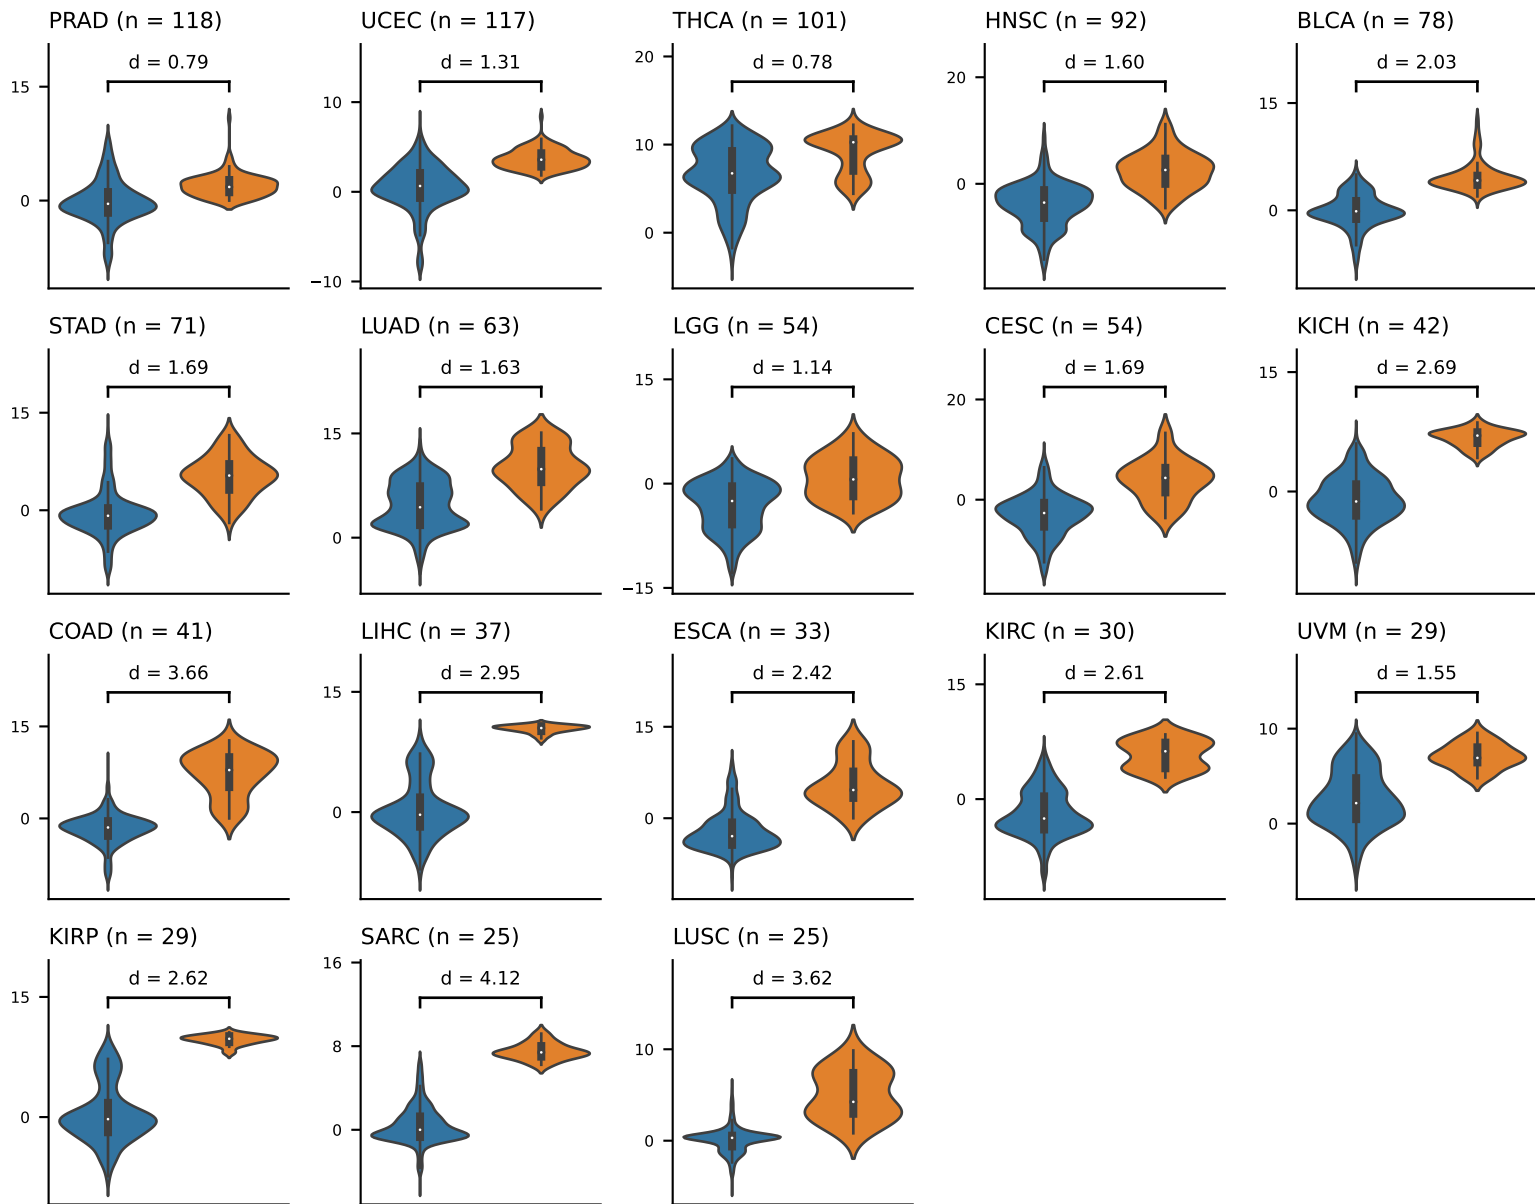 PRAD (n = 118)
d = 0.79
15
0
UCEC (n = 117)
d = 1.31
10
0
−10
THCA (n = 101)
d = 0.78
20
10
0
HNSC (n = 92)
d = 1.60
20
0
BLCA (n = 78)
d = 2.03
15
0
STAD (n = 71)
d = 1.69
15
0
LUAD (n = 63)
d = 1.63
15
0
LGG (n = 54)
d = 1.14
15
0
−15
CESC (n = 54)
d = 1.69
20
0
KICH (n = 42)
d = 2.69
15
0
COAD (n = 41)
d = 3.66
15
0
LIHC (n = 37)
d = 2.95
15
0
ESCA (n = 33)
d = 2.42
15
0
KIRC (n = 30)
d = 2.61
15
0
UVM (n = 29)
d = 1.55
10
0
KIRP (n = 29)
d = 2.62
15
0
SARC (n = 25)
d = 4.12
16
8
0
LUSC (n = 25)
d = 3.62
10
0